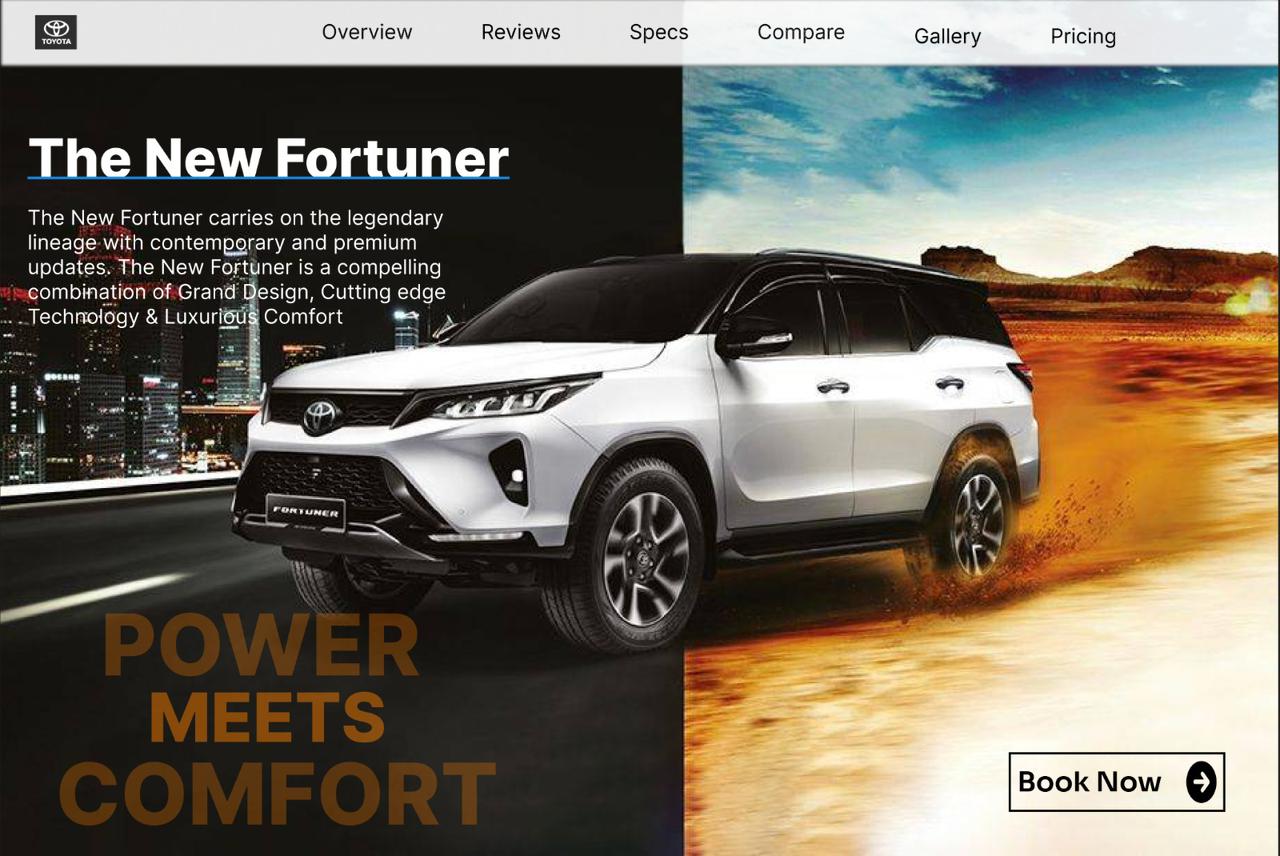 TOYOTA
Overview Reviews Specs Compare Gallery Pricing
The New Fortuner
The New Fortuner carries on the legendary
lineage with contemporary and premium
updates. The New Fortuner is a compelling
combination of Grand Design, Cutting edge
Technology & Luxurious Comfort
FORTUNER
POWER
MEETS
COMFORT
Book Now